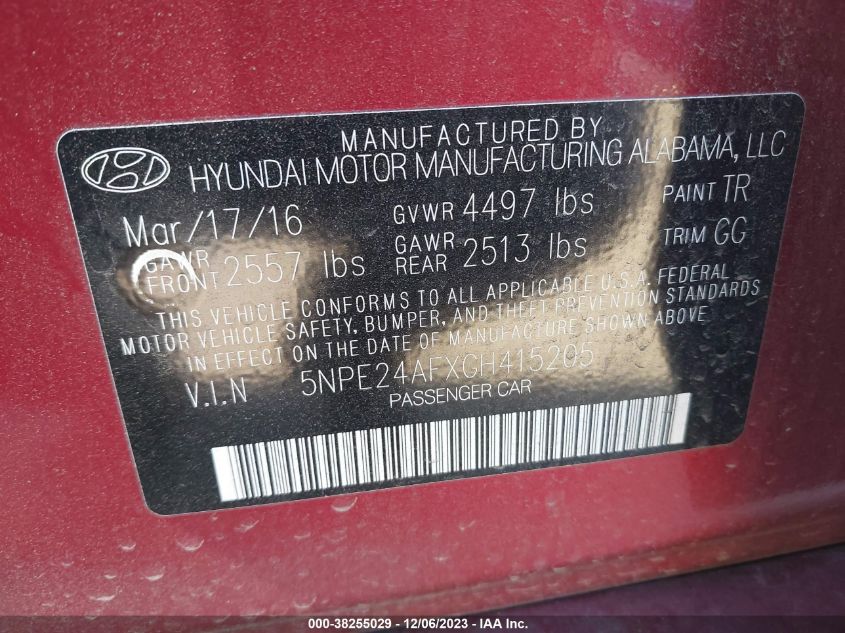 MANUFACTURED BY
HYUNDAI MOTOR MANUFACTURING ALABAMA, LLC
Mar/17/16 GVWR 4497 lbs PAINT TR
GAWR FRONT 2557 lbs GAWR REAR 2513 lbs TRIM GG
THIS VEHICLE CONFORMS TO ALL APPLICABLE U.S.A. FEDERAL
MOTOR VEHICLE SAFETY, BUMPER, AND THEFT PREVENTION STANDARDS
IN EFFECT ON THE DATE OF MANUFACTURE SHOWN ABOVE
V.I.N 5NPE24AFXGH415205
PASSENGER CAR
000-38255029 - 12/06/2023 - IAA Inc.